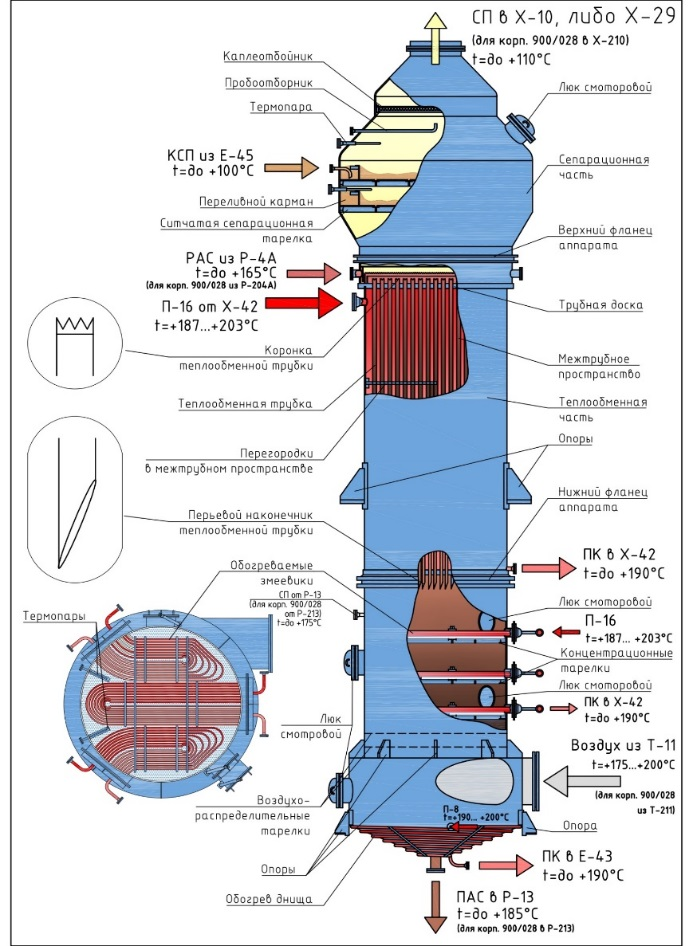 СП в Х-10, либо Х-29
(для корп. 900/028 в Х-210)
t=до +110°С
Каплеотбойник
Пробоотборник
Термопара
Люк смоторовой
КСП из Е-45
t=до +100°С
Сепарационная
часть
Переливной карман
Ситчатая сепарационная
тарелка
Верхний фланец
аппарата
РАС из Р-4А
t=до +165°С
(для корп. 900/028 из Р-204А)
П-16 от Х-42
t=+187...+203°С
Трубная доска
Коронка
теплообменной трубки
Межтрубное
пространство
Теплообменная трубка
Теплообменная
часть
Перегородки
в межтрубном пространстве
Опоры
Нижний фланец
аппарата
Перьевой наконечник
теплообменной трубки
ПК в Х-42
t=до +190°С
Обогреваемые
змеевики
СП от Р-13
(для корп. 900/028
от Р-213)
t=до +175°С
Термопары
Люк смоторовой
П-16
t=+187... +203°С
Концентрационные
тарелки
Люк смоторовой
ПК в Х-42
t=до +190°С
Люк
смотровой
Воздух из Т-11
t=+175...+200°С
(для корп. 900/028
из Т-211)
Воздухо-
распределительные
тарелки
П-8
t=+190... +200°С
Опора
Опоры
ПК в Е-43
t=до +190°С
Обогрев днища
ПАС в Р-13
t=до +185°С
(для корп. 900/028 в Р-213)